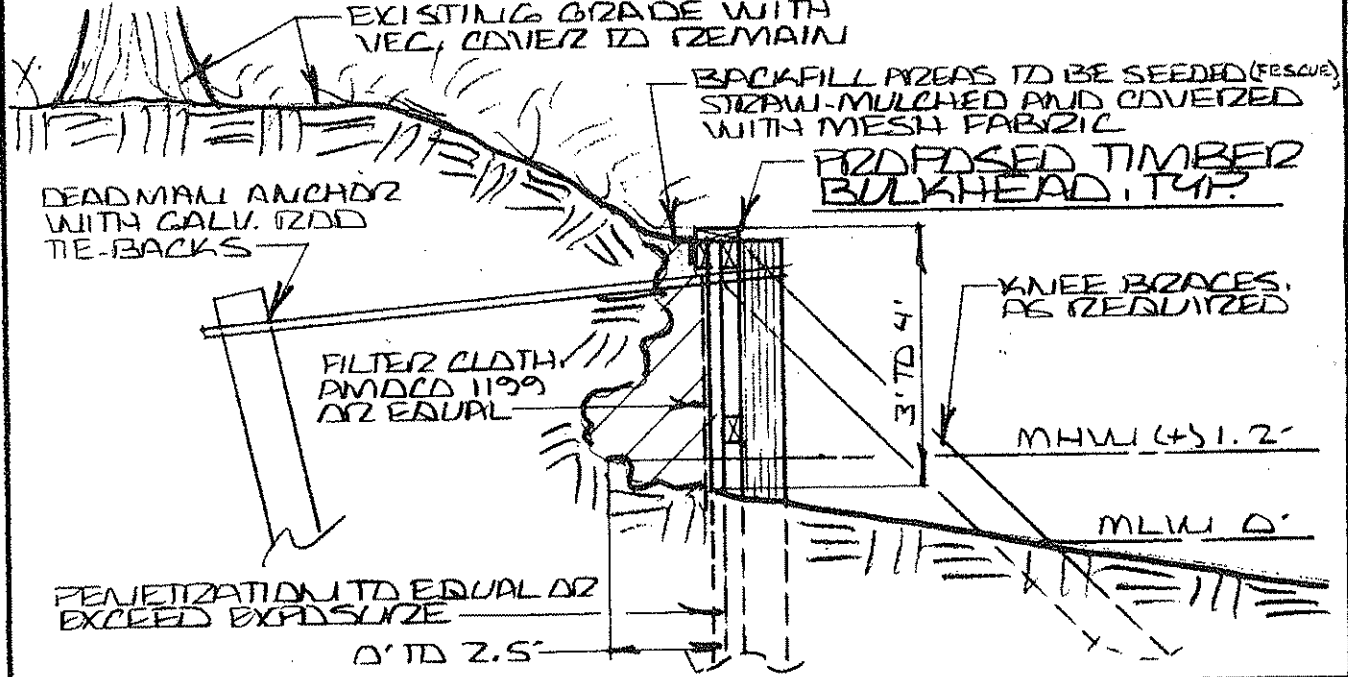 EXISTING GRADE WITH
VEG. COVER TO REMAIN
BACKFILL AREAS TO BE SEEDED (FESCUE),
STRAW-MULCHED AND COVERED
WITH MESH FABRIC
PROPOSED TIMBER
BULKHEAD, TYP.
DEADMAN ANCHOR
WITH GALV. ROD
TIE-BACKS
KNEE BRACES,
AS REQUIRED
3' TO 4'
FILTER CLOTH,
AMOCO 1199
OR EQUAL
MHW (+) 1.2'
MLW 0'
PENETRATION TO EQUAL OR
EXCEED EXPOSURE
0' TO 2.5'